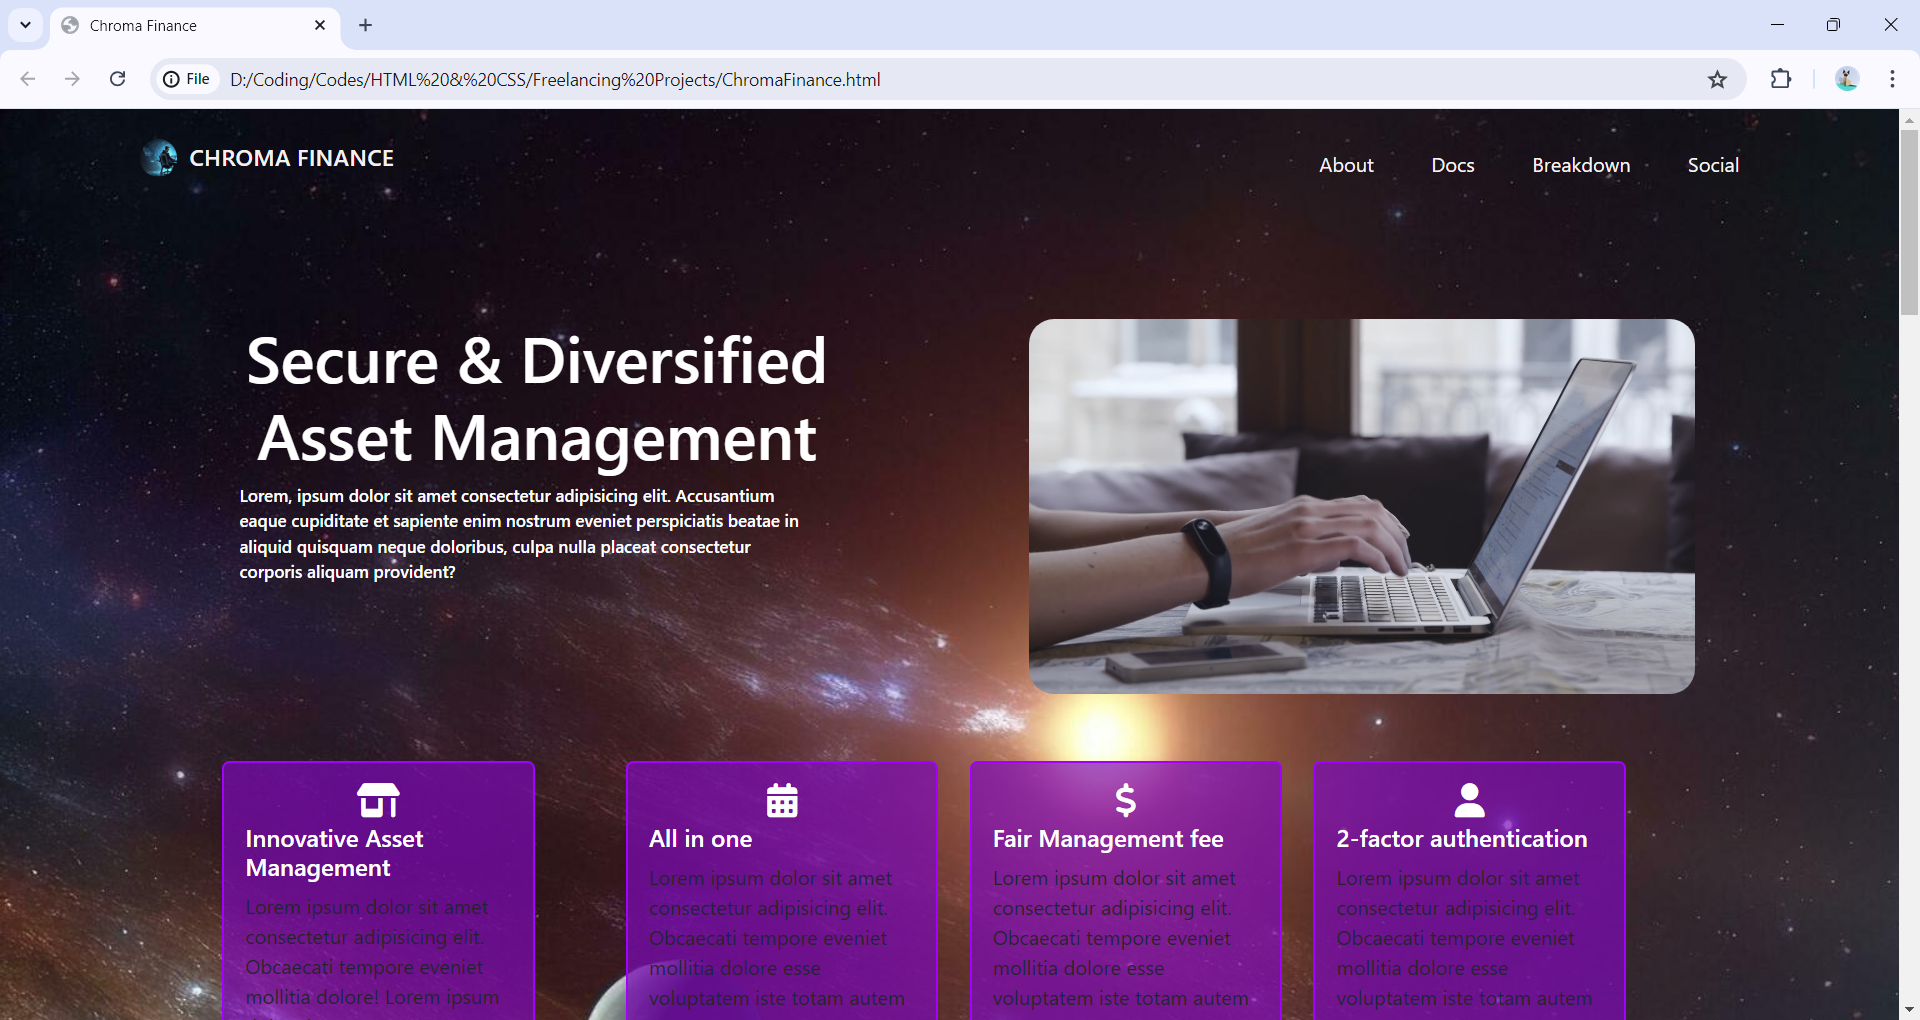 Chroma Finance
File D:/Coding/Codes/HTML%20&%20CSS/Freelancing%20Projects/ChromaFinance.html
CHROMA FINANCE
About Docs Breakdown Social
Secure & Diversified
Asset Management
Lorem, ipsum dolor sit amet consectetur adipisicing elit. Accusantium
eaque cupiditate et sapiente enim nostrum eveniet perspiciatis beatae in
aliquid quisquam neque doloribus, culpa nulla placeat consectetur
corporis aliquam provident?
Innovative Asset
Management
Lorem ipsum dolor sit amet
consectetur adipisicing elit.
Obcaecati tempore eveniet
mollitia dolore! Lorem ipsum
All in one
Lorem ipsum dolor sit amet
consectetur adipisicing elit.
Obcaecati tempore eveniet
mollitia dolore esse
voluptatem iste totam autem
Fair Management fee
Lorem ipsum dolor sit amet
consectetur adipisicing elit.
Obcaecati tempore eveniet
mollitia dolore esse
voluptatem iste totam autem
2-factor authentication
Lorem ipsum dolor sit amet
consectetur adipisicing elit.
Obcaecati tempore eveniet
mollitia dolore esse
voluptatem iste totam autem